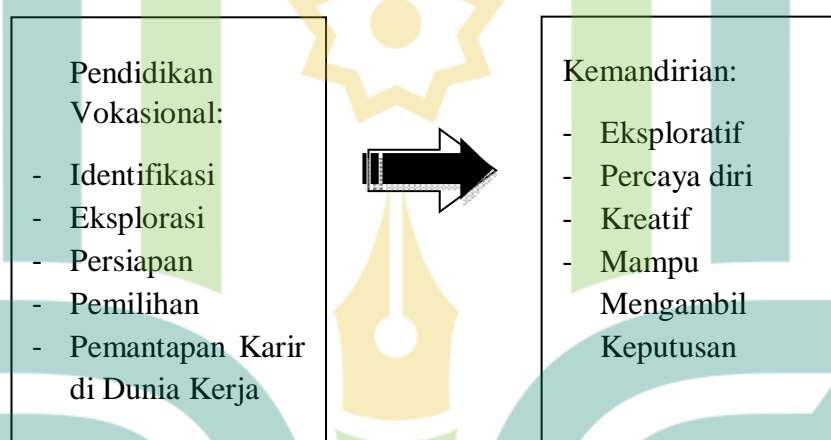 Pendidikan
Vokasional:
- Identifikasi
- Eksplorasi
- Persiapan
- Pemilihan
- Pemantapan Karir
di Dunia Kerja
Kemandirian:
- Eksploratif
- Percaya diri
- Kreatif
- Mampu
Mengambil
Keputusan